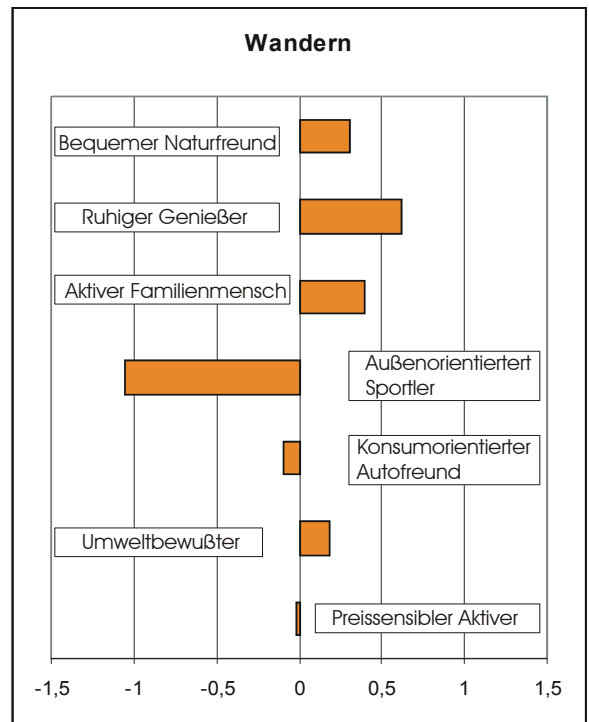 Wandern
Bequemer Naturfreund
Ruhiger Genießer
Aktiver Familienmensch
Außenorientiertert
Sportler
Konsumorientierter
Autofreund
Umweltbewußter
Preissensibler Aktiver
-1,5 -1 -0,5 0 0,5 1 1,5